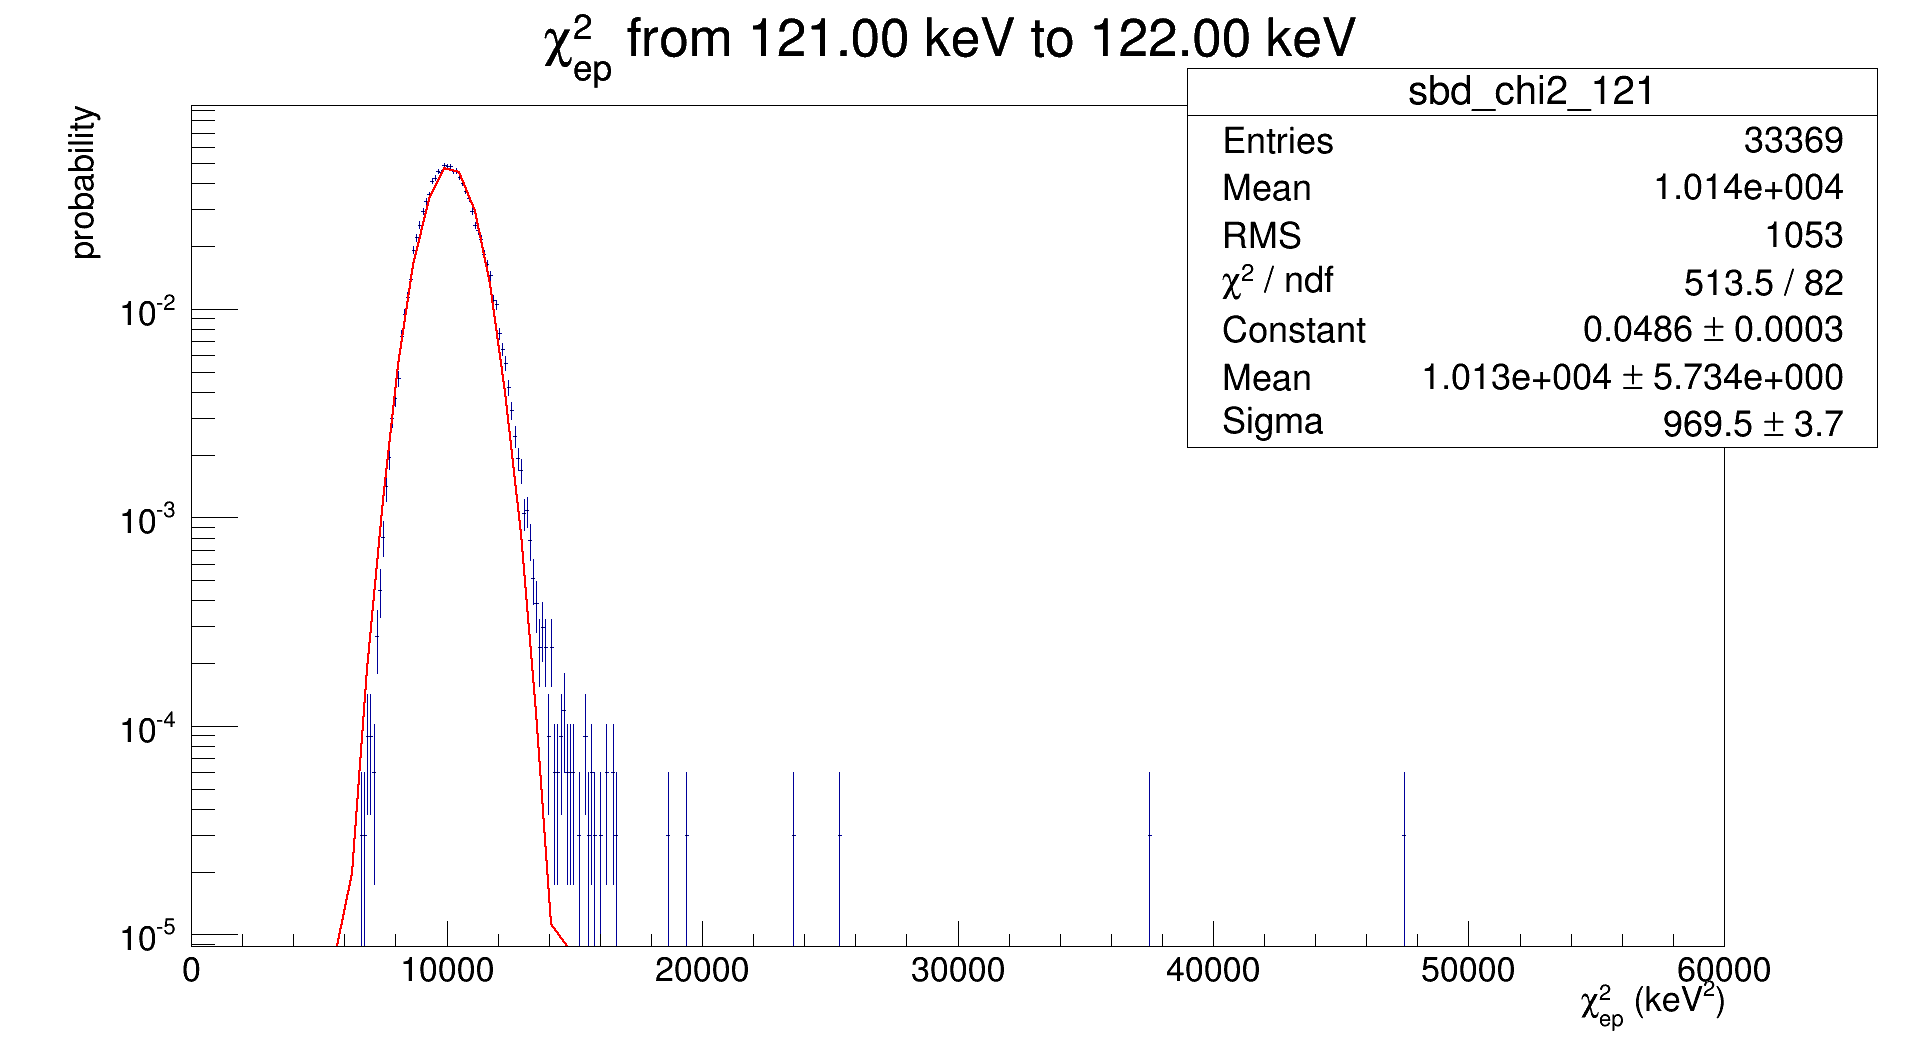 χ²ep from 121.00 keV to 122.00 keV
probability
sbd_chi2_121
Entries 33369
Mean 1.014e+004
RMS 1053
χ² / ndf 513.5 / 82
Constant 0.0486 ± 0.0003
Mean 1.013e+004 ± 5.734e+000
Sigma 969.5 ± 3.7
10⁻²
10⁻³
10⁻⁴
10⁻⁵
0 10000 20000 30000 40000 50000 60000
χ²ep (keV²)